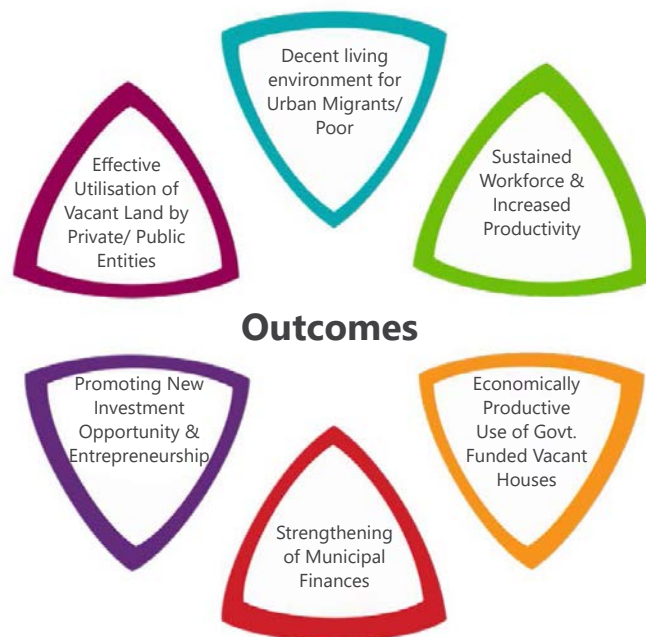 Decent living
environment for
Urban Migrants/
Poor
Effective
Utilisation of
Vacant Land by
Private/ Public
Entities
Sustained
Workforce &
Increased
Productivity
Outcomes
Promoting New
Investment
Opportunity &
Entrepreneurship
Economically
Productive
Use of Govt.
Funded Vacant
Houses
Strengthening
of Municipal
Finances